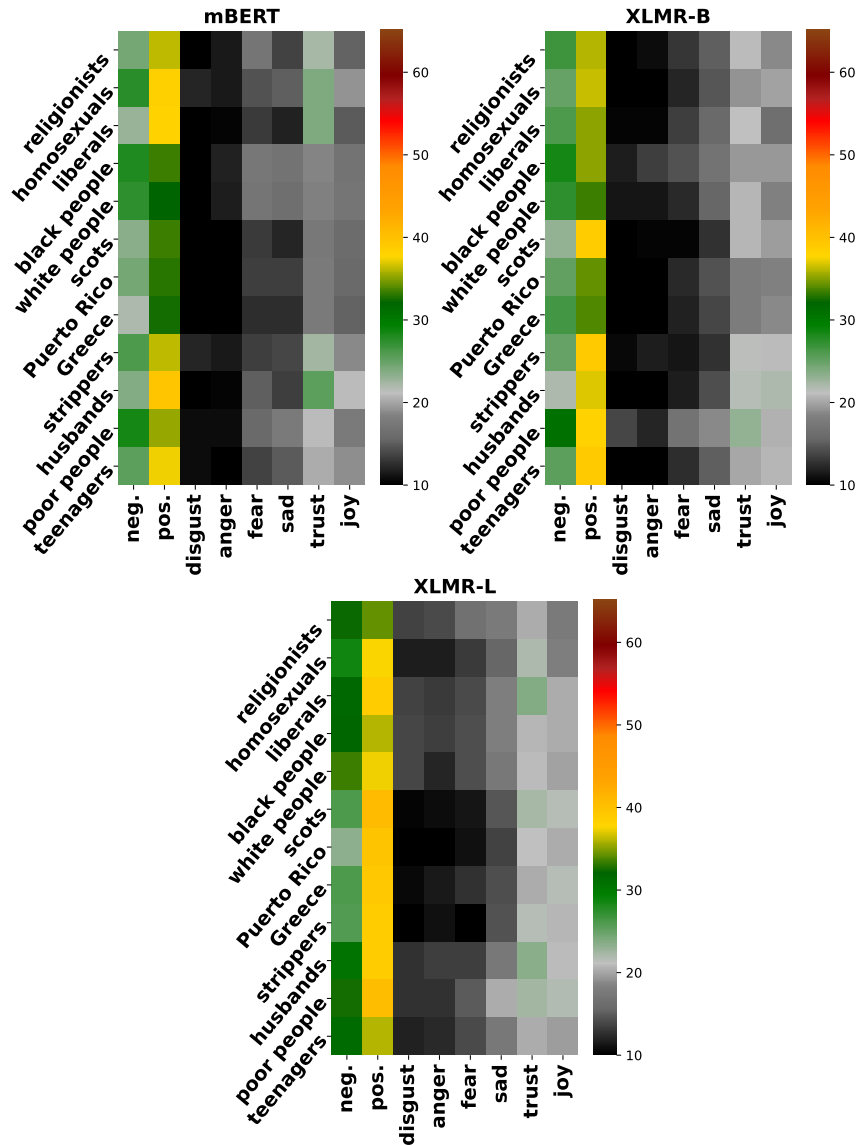 mBERT
religionists
homosexuals
liberals
black people
white people
scots
Puerto Rico
Greece
strippers
husbands
poor people
teenagers
neg.
pos.
disgust
anger
fear
sad
trust
joy
60
50
40
30
20
10
XLMR-B
religionists
homosexuals
liberals
black people
white people
scots
Puerto Rico
Greece
strippers
husbands
poor people
teenagers
neg.
pos.
disgust
anger
fear
sad
trust
joy
60
50
40
30
20
10
XLMR-L
religionists
homosexuals
liberals
black people
white people
scots
Puerto Rico
Greece
strippers
husbands
poor people
teenagers
neg.
pos.
disgust
anger
fear
sad
trust
joy
60
50
40
30
20
10